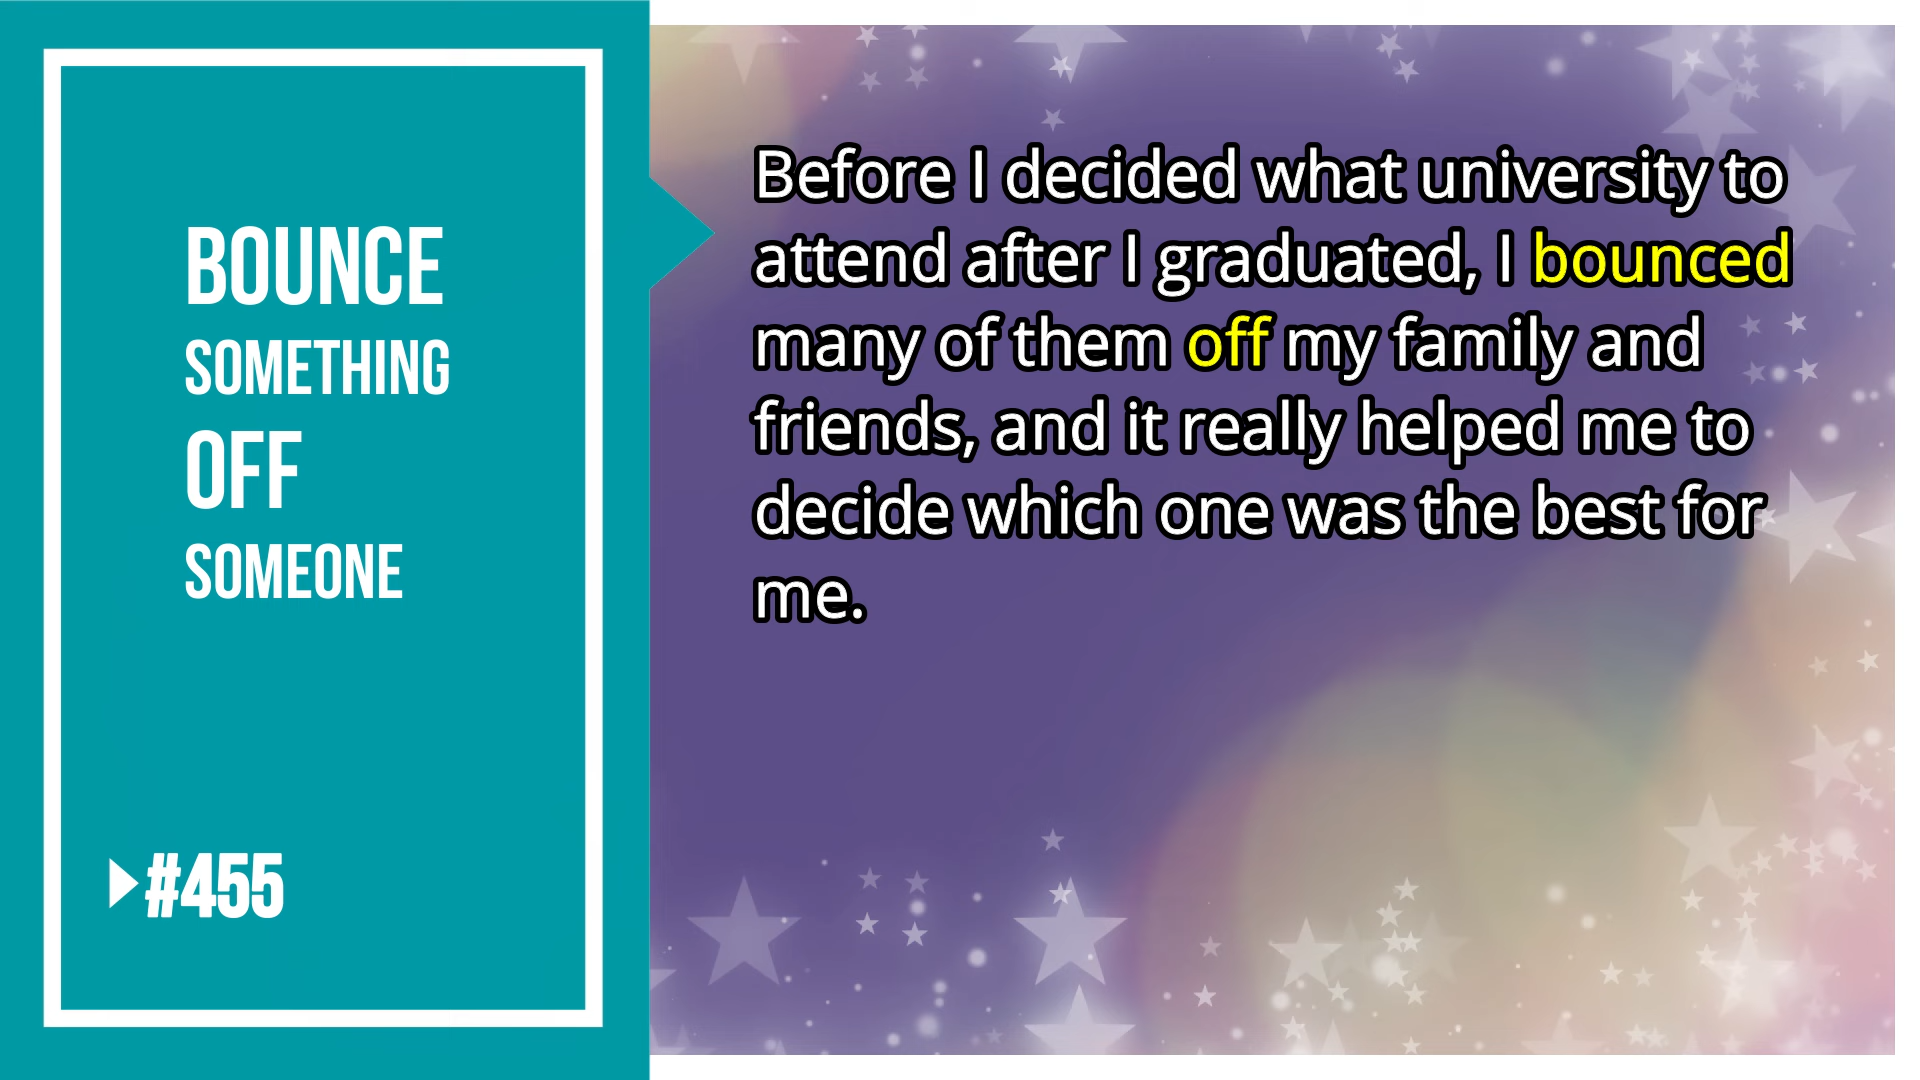 BOUNCE
SOMETHING
OFF
SOMEONE
#455
Before I decided what university to
attend after I graduated, I bounced
many of them off my family and
friends, and it really helped me to
decide which one was the best for
me.